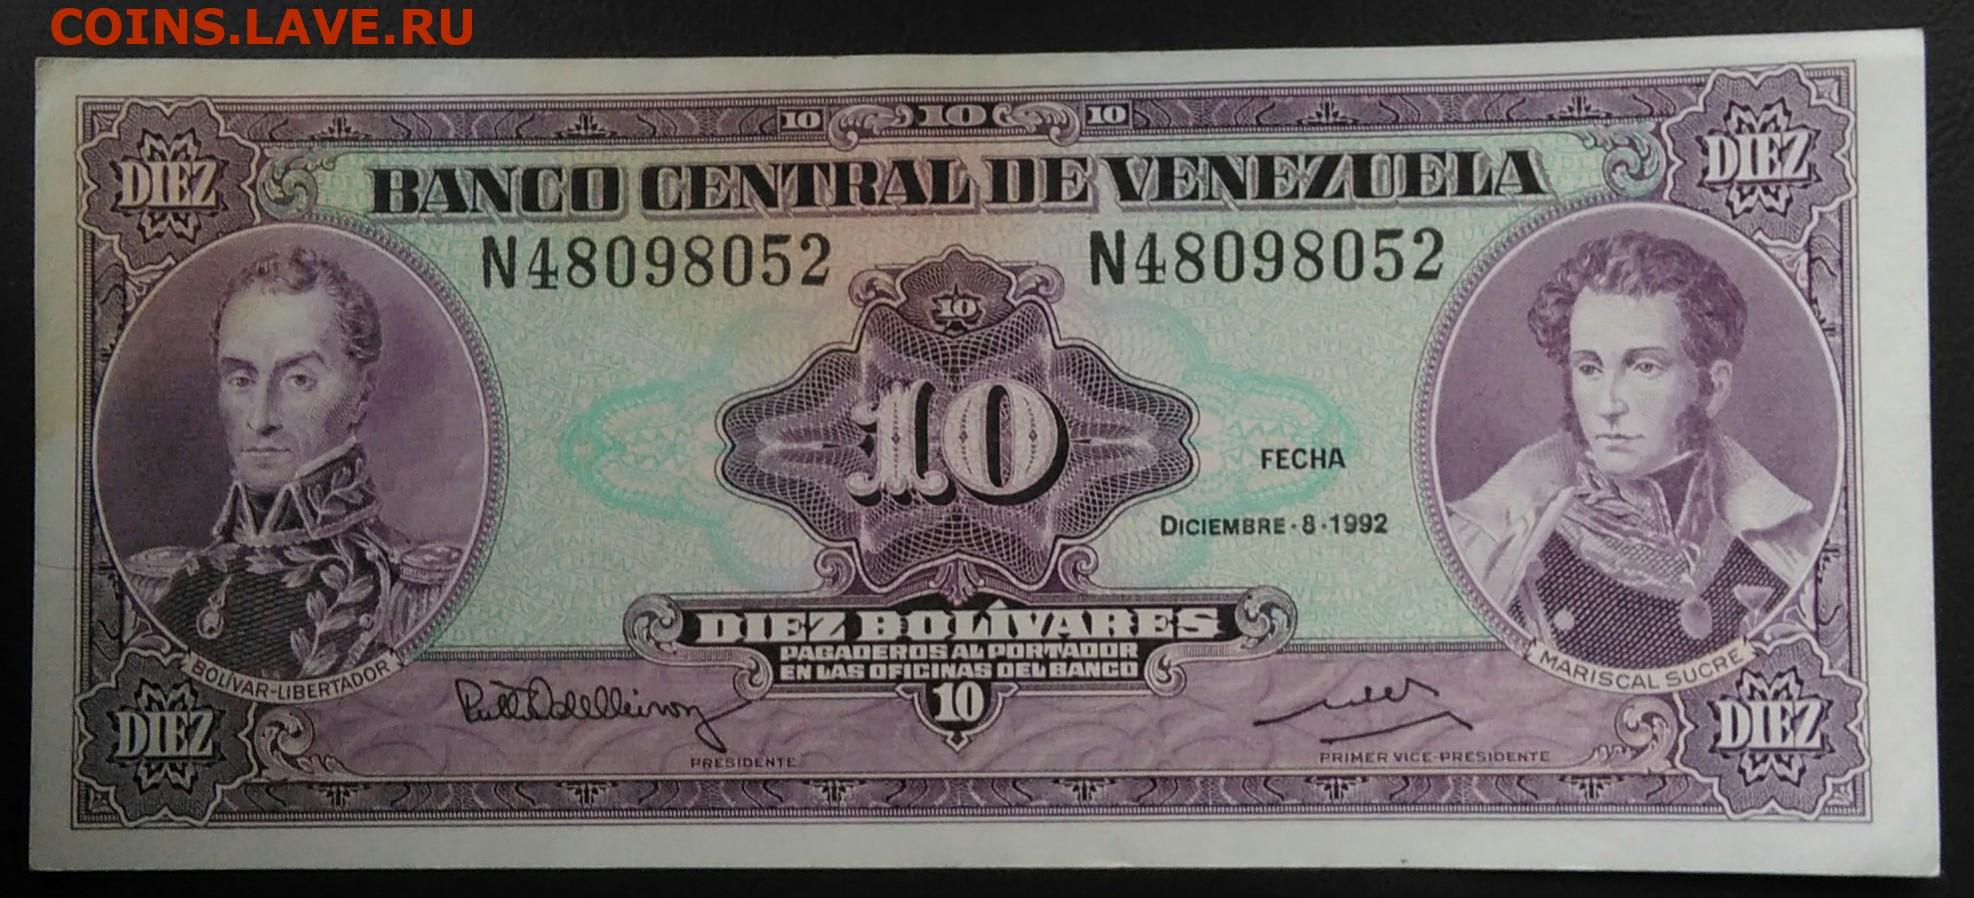 COINS.LAVE.RU
10 10 10
DIEZ DIEZ
BANCO CENTRAL DE VENEZUELA
N48098052 N48098052
10
10
FECHA
DICIEMBRE·8·1992
DIEZ BOLÍVARES
PAGADEROS AL PORTADOR
EN LAS OFICINAS DEL BANCO
BOLÍVAR-LIBERTADOR MARISCAL SUCRE
10
DIEZ DIEZ
PRESIDENTE PRIMER VICE-PRESIDENTE